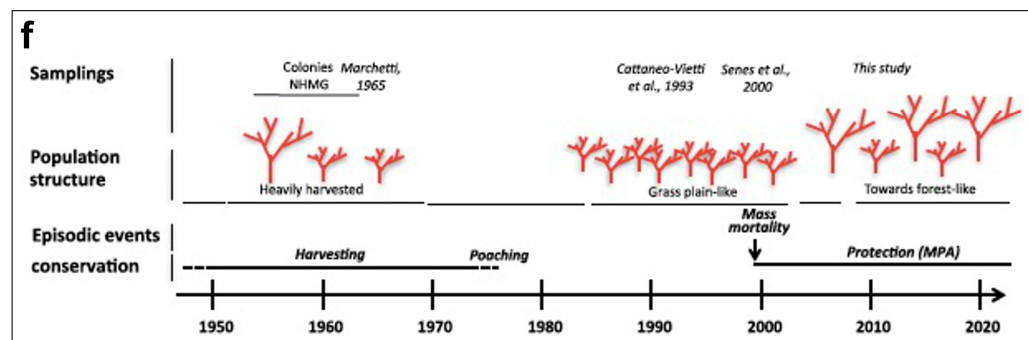 f
Samplings
Colonies
NHMG
Marchetti,
1965
Cattaneo-Vietti
et al., 1993
Senes et al.,
2000
This study
Population
structure
Heavily harvested
Grass plain-like
Towards forest-like
Episodic events
conservation
Mass
mortality
Harvesting
Poaching
Protection (MPA)
1950 1960 1970 1980 1990 2000 2010 2020